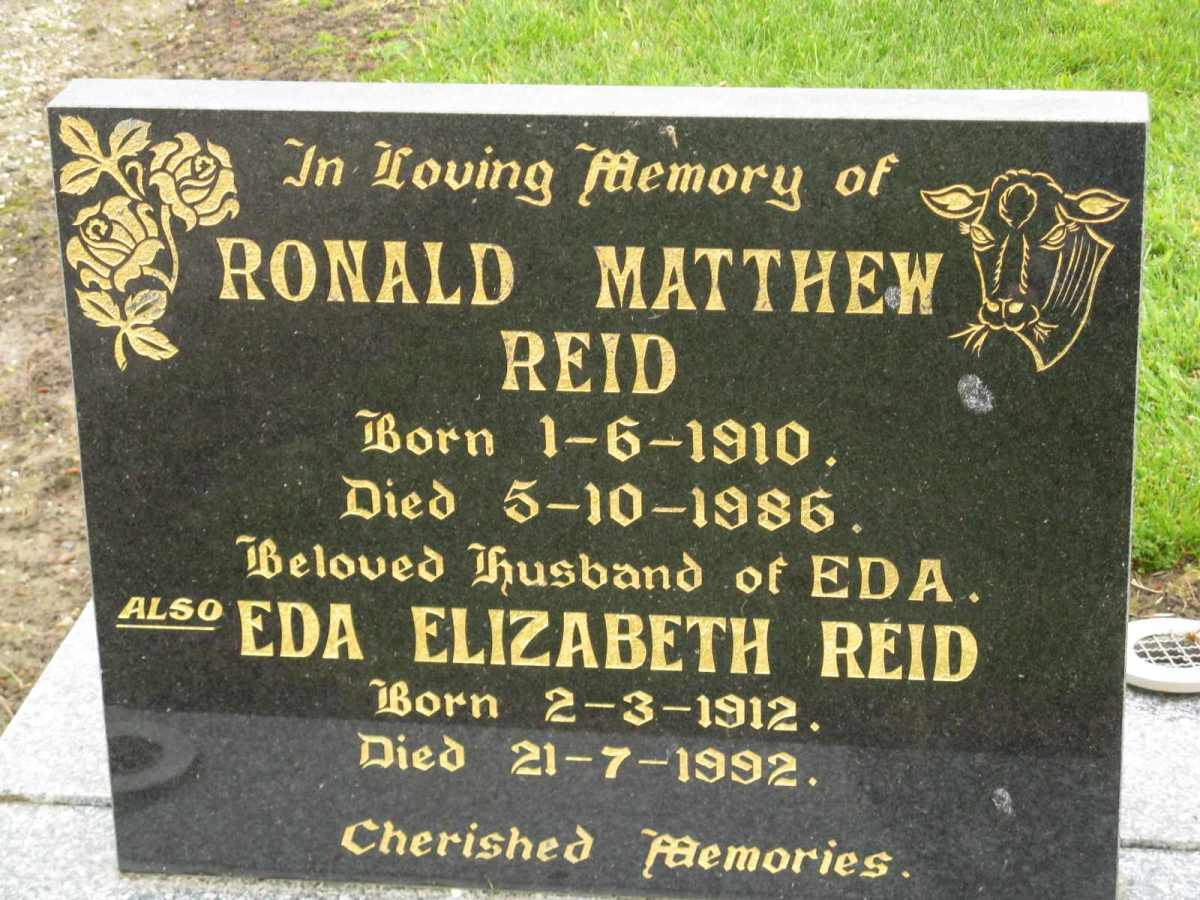 In Loving Memory of
RONALD MATTHEW
REID
Born 1-6-1910.
Died 5-10-1986.
Beloved Husband of EDA.
ALSO EDA ELIZABETH REID
Born 2-3-1912.
Died 21-7-1992.
Cherished Memories.